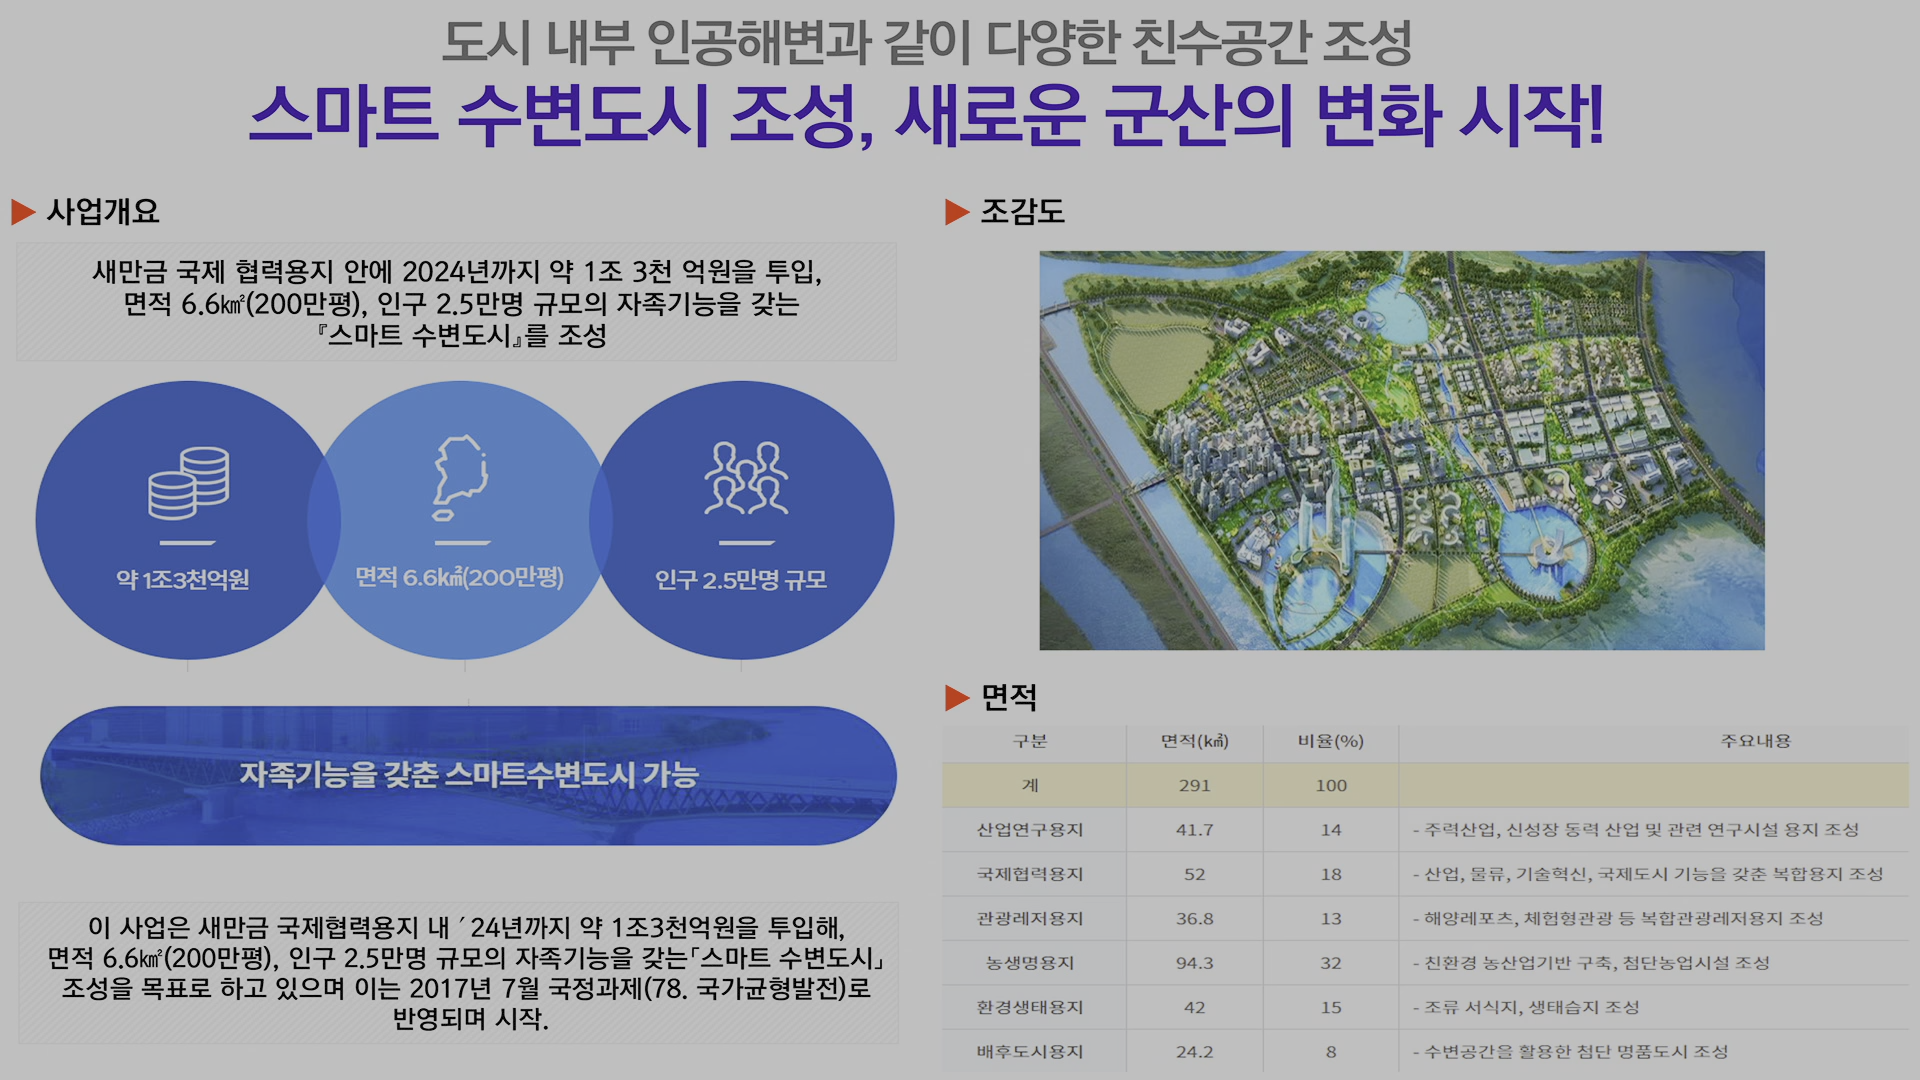 도시 내부 인공해변과 같이 다양한 친수공간 조성
스마트 수변도시 조성, 새로운 군산의 변화 시작!
사업개요
새만금 국제 협력용지 안에 2024년까지 약 1조 3천 억원을 투입,
면적 6.6㎢(200만평), 인구 2.5만명 규모의 자족기능을 갖는
『스마트 수변도시』를 조성
약 1조3천억원
면적 6.6㎢(200만평)
인구 2.5만명 규모
자족기능을 갖춘 스마트수변도시 가능
이 사업은 새만금 국제협력용지 내 ′24년까지 약 1조3천억원을 투입해,
면적 6.6㎢(200만평), 인구 2.5만명 규모의 자족기능을 갖는「스마트 수변도시」
조성을 목표로 하고 있으며 이는 2017년 7월 국정과제(78. 국가균형발전)로
반영되며 시작.
조감도
면적
구분 면적(㎢) 비율(%) 주요내용
계 291 100
산업연구용지 41.7 14 - 주력산업, 신성장 동력 산업 및 관련 연구시설 용지 조성
국제협력용지 52 18 - 산업, 물류, 기술혁신, 국제도시 기능을 갖춘 복합용지 조성
관광레저용지 36.8 13 - 해양레포츠, 체험형관광 등 복합관광레저용지 조성
농생명용지 94.3 32 - 친환경 농산업기반 구축, 첨단농업시설 조성
환경생태용지 42 15 - 조류 서식지, 생태습지 조성
배후도시용지 24.2 8 - 수변공간을 활용한 첨단 명품도시 조성